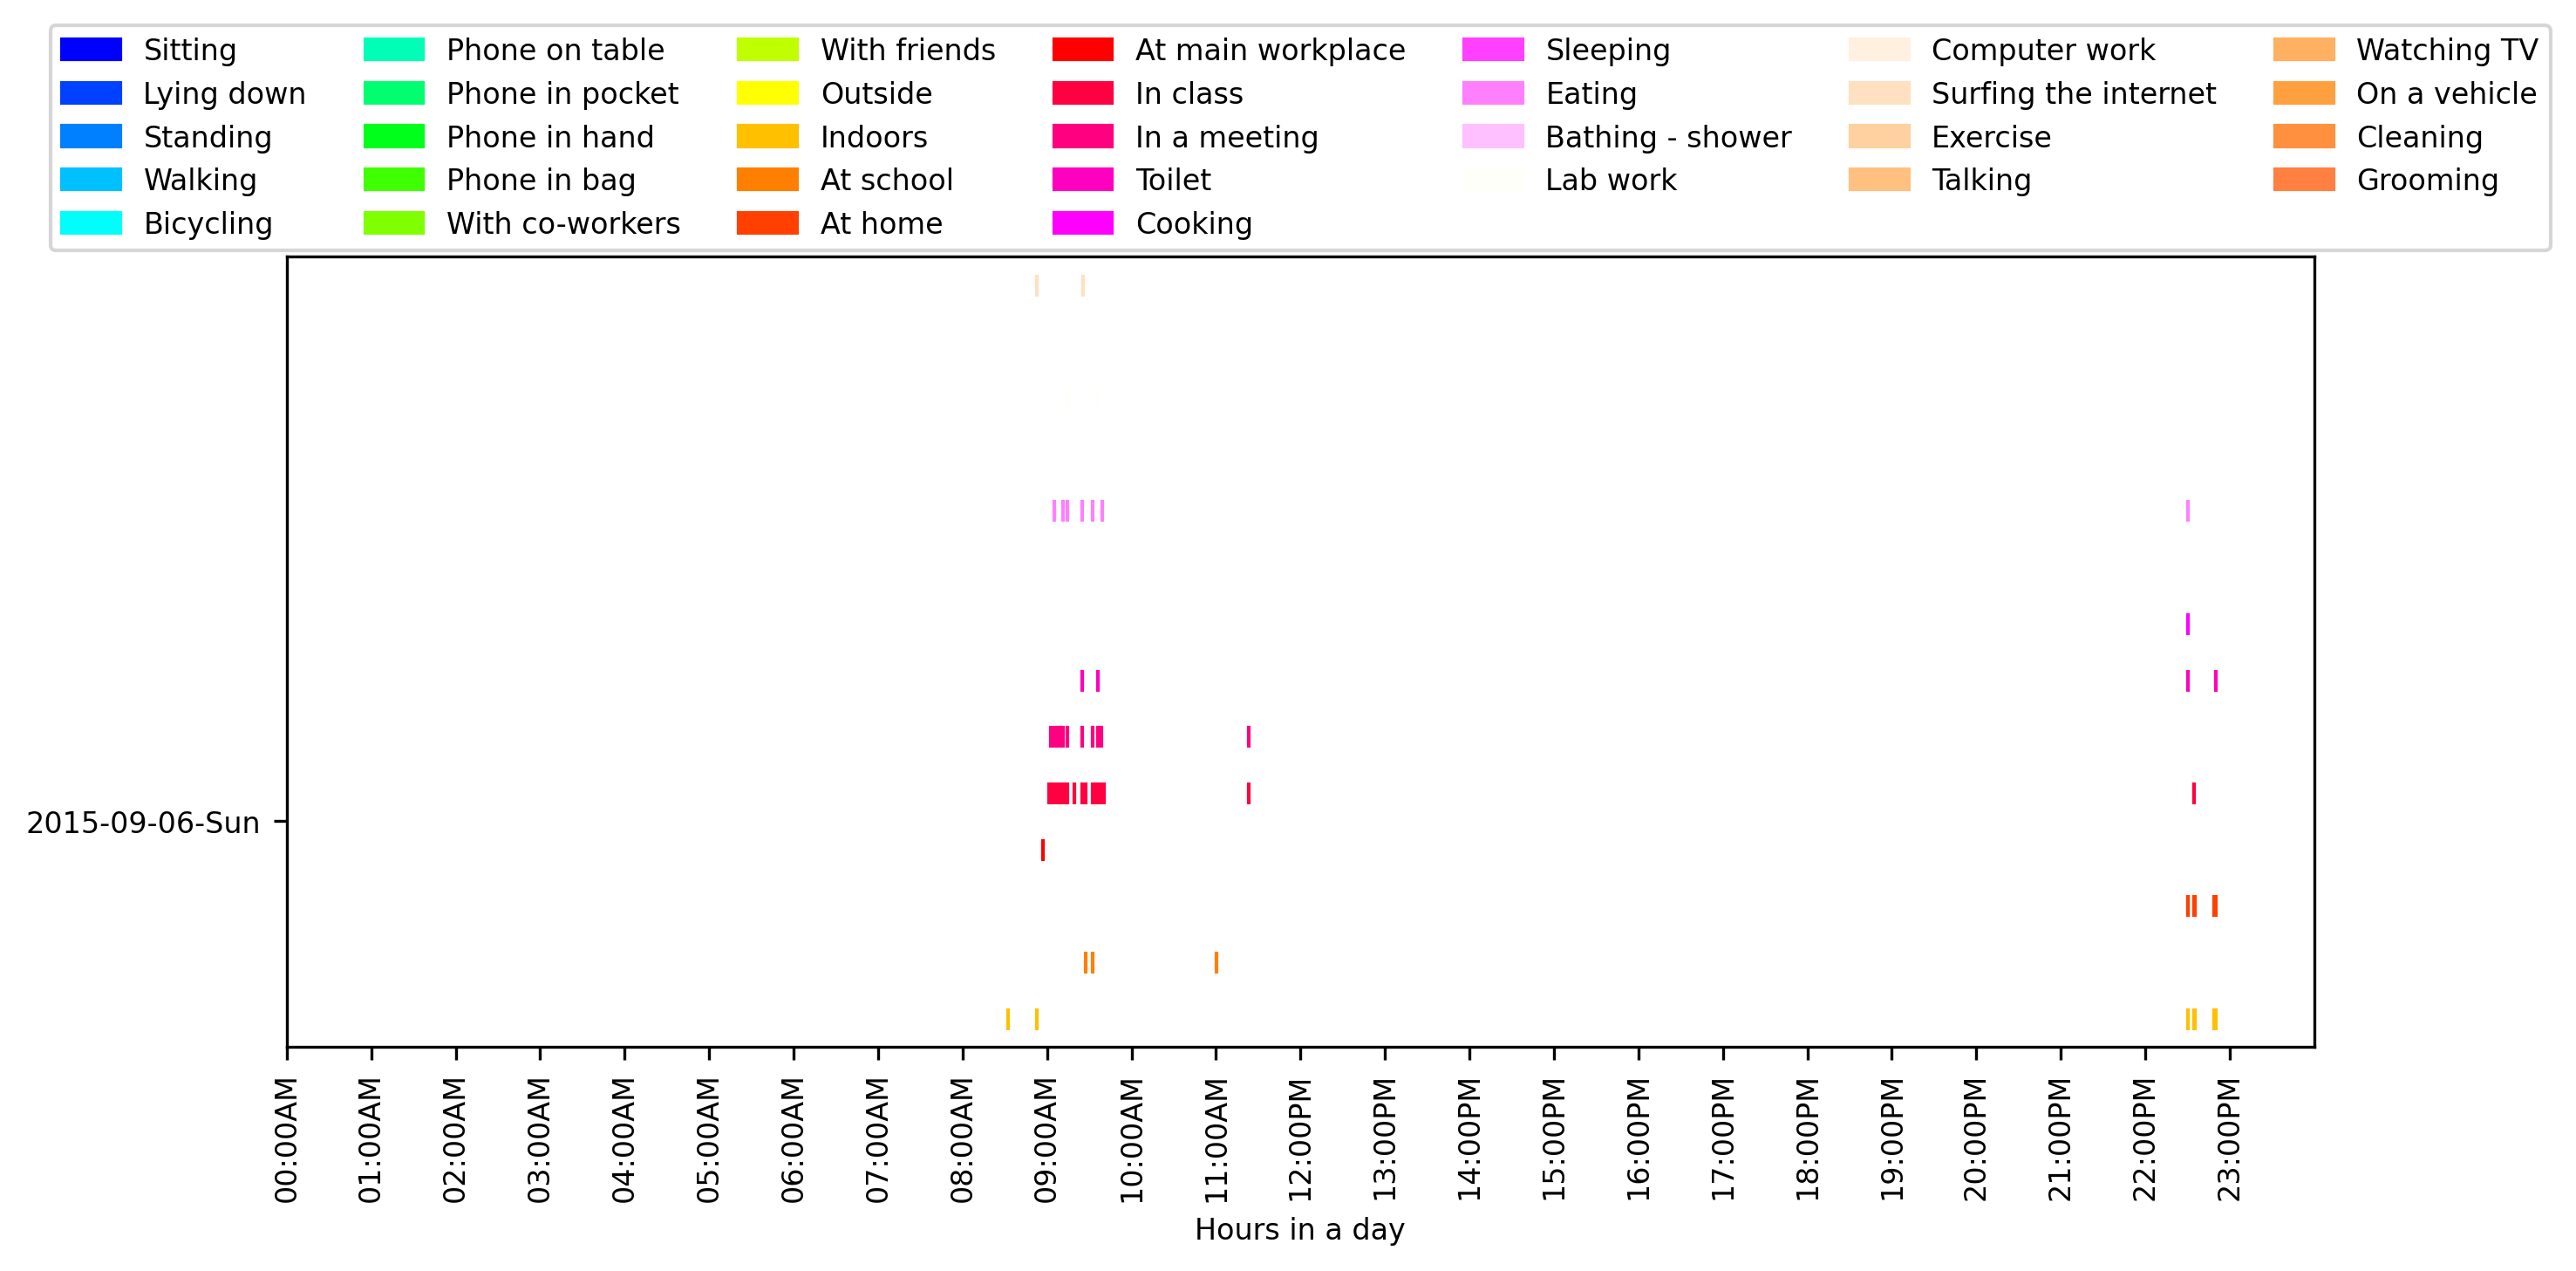 Sitting
Lying down
Standing
Walking
Bicycling
Phone on table
Phone in pocket
Phone in hand
Phone in bag
With co-workers
With friends
Outside
Indoors
At school
At home
At main workplace
In class
In a meeting
Toilet
Cooking
Sleeping
Eating
Bathing - shower
Lab work
Computer work
Surfing the internet
Exercise
Talking
Watching TV
On a vehicle
Cleaning
Grooming
2015-09-06-Sun
00:00AM
01:00AM
02:00AM
03:00AM
04:00AM
05:00AM
06:00AM
07:00AM
08:00AM
09:00AM
10:00AM
11:00AM
12:00PM
13:00PM
14:00PM
15:00PM
16:00PM
17:00PM
18:00PM
19:00PM
20:00PM
21:00PM
22:00PM
23:00PM
Hours in a day